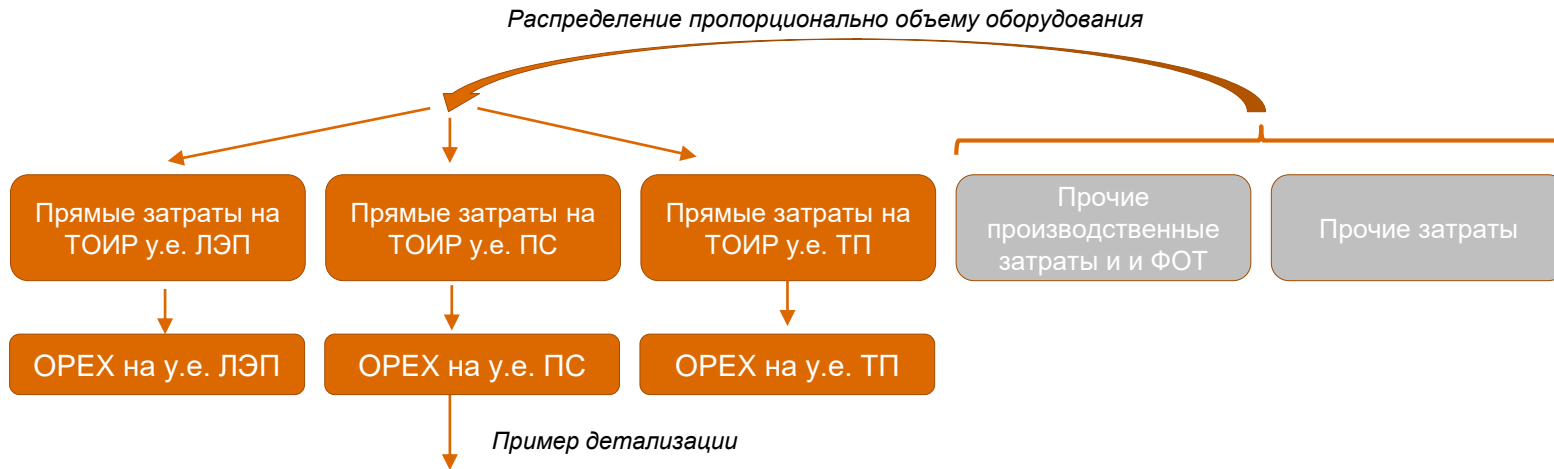 Распределение пропорционально объему оборудования
Прямые затраты на
ТОИР у.е. ЛЭП
Прямые затраты на
ТОИР у.е. ПС
Прямые затраты на
ТОИР у.е. ТП
Прочие
производственные
затраты и и ФОТ
Прочие затраты
OPEX на у.е. ЛЭП
OPEX на у.е. ПС
OPEX на у.е. ТП
Пример детализации